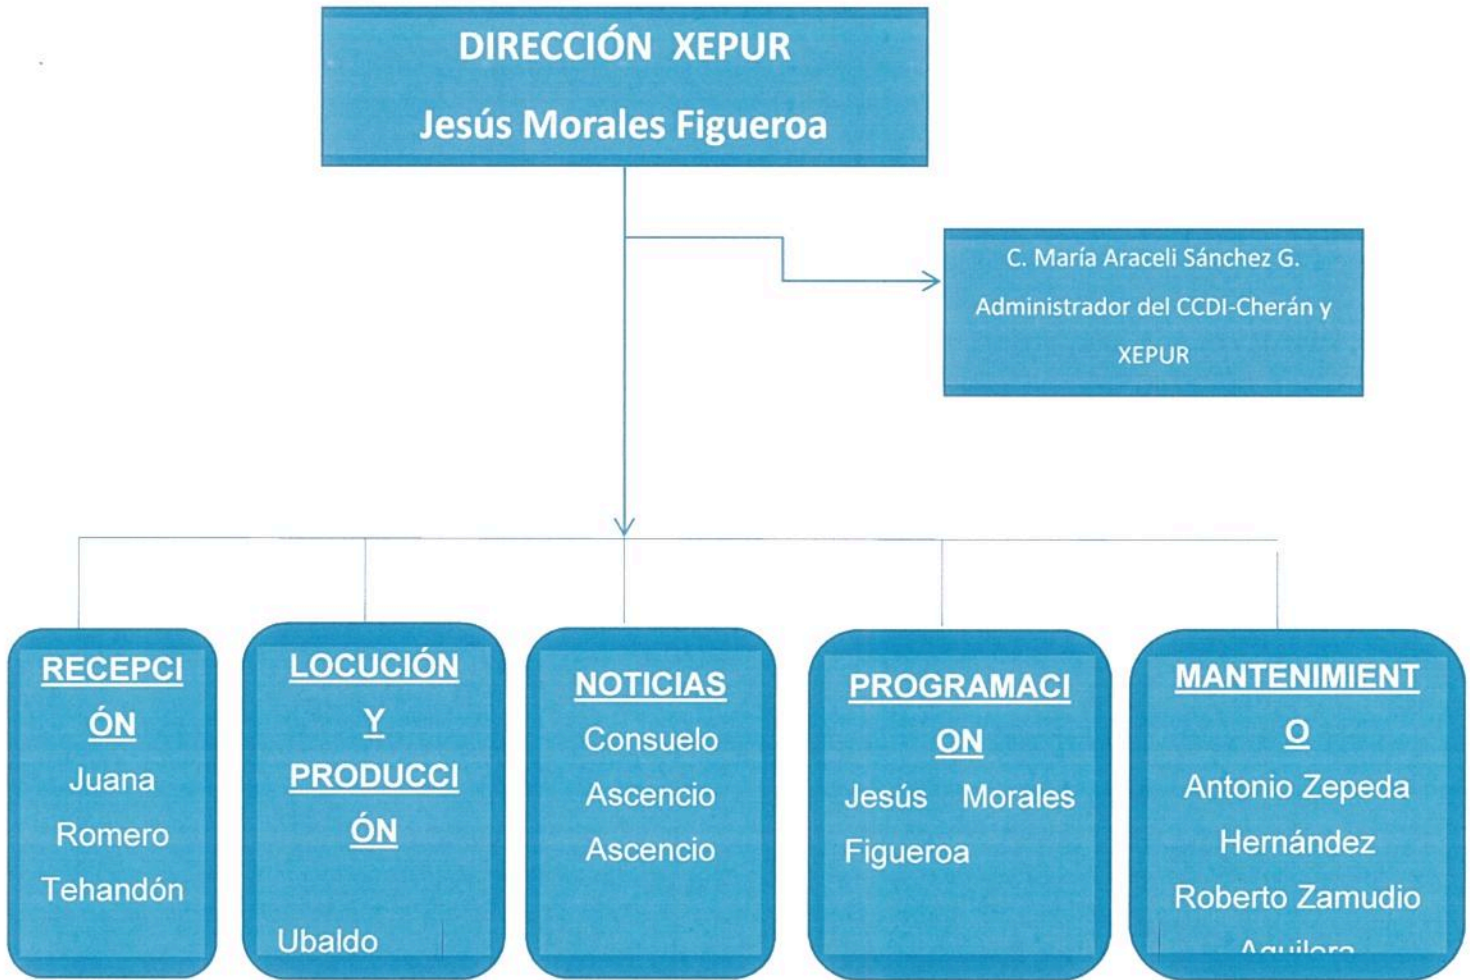 DIRECCIÓN XEPUR
Jesús Morales Figueroa
C. María Araceli Sánchez G.
Administrador del CCDI-Cherán y
XEPUR
RECEPCI
ÓN
Juana
Romero
Tehandón
LOCUCIÓN
Y
PRODUCCI
ÓN
Ubaldo
NOTICIAS
Consuelo
Ascencio
Ascencio
PROGRAMACI
ON
Jesús Morales
Figueroa
MANTENIMIENT
O
Antonio Zepeda
Hernández
Roberto Zamudio